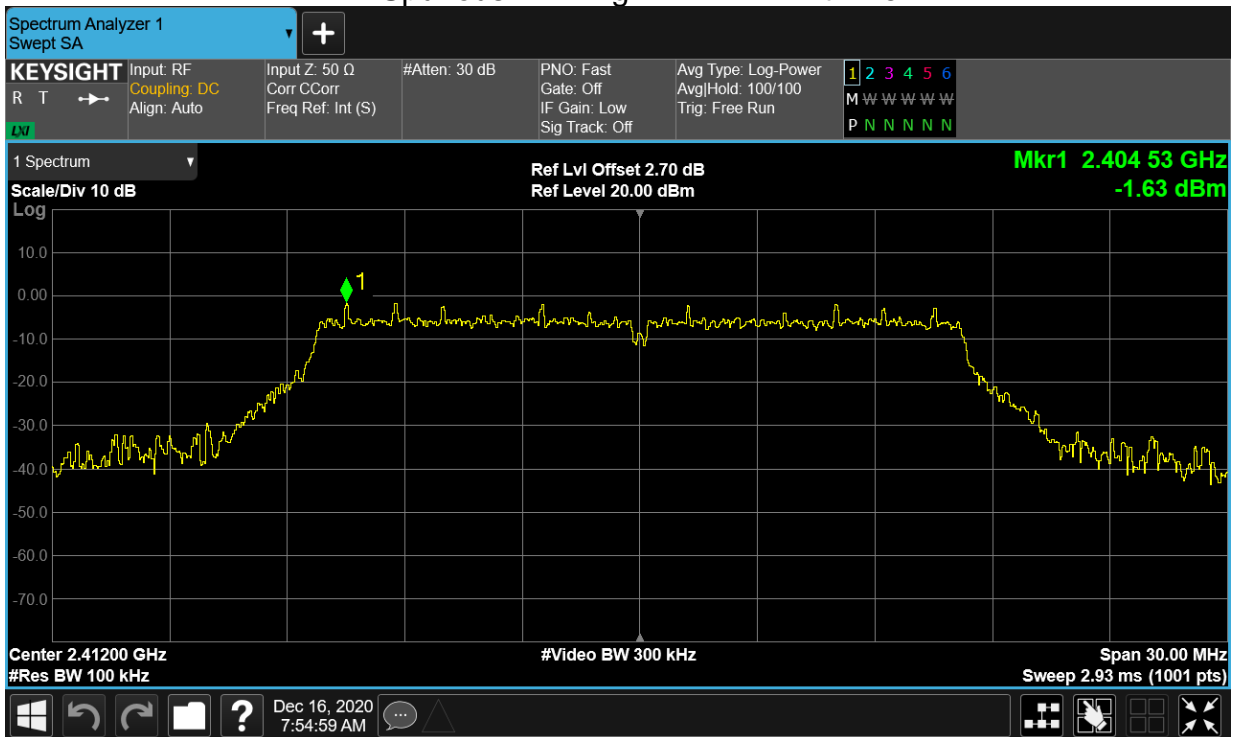 Spectrum Analyzer 1
Swept SA
+
KEYSIGHT Input: RF Input Z: 50 Ω #Atten: 30 dB PNO: Fast Avg Type: Log-Power 1 2 3 4 5 6
R T Coupling: DC Corr CCorr Gate: Off Avg|Hold: 100/100 M W W W W W
Align: Auto Freq Ref: Int (S) IF Gain: Low Trig: Free Run
LXI Sig Track: Off P N N N N N
1 Spectrum
Ref Lvl Offset 2.70 dB
Mkr1 2.404 53 GHz
Scale/Div 10 dB Ref Level 20.00 dBm -1.63 dBm
Log
10.0
1
0.00
-10.0
-20.0
-30.0
-40.0
-50.0
-60.0
-70.0
Center 2.41200 GHz #Video BW 300 kHz Span 30.00 MHz
#Res BW 100 kHz Sweep 2.93 ms (1001 pts)
? Dec 16, 2020
7:54:59 AM